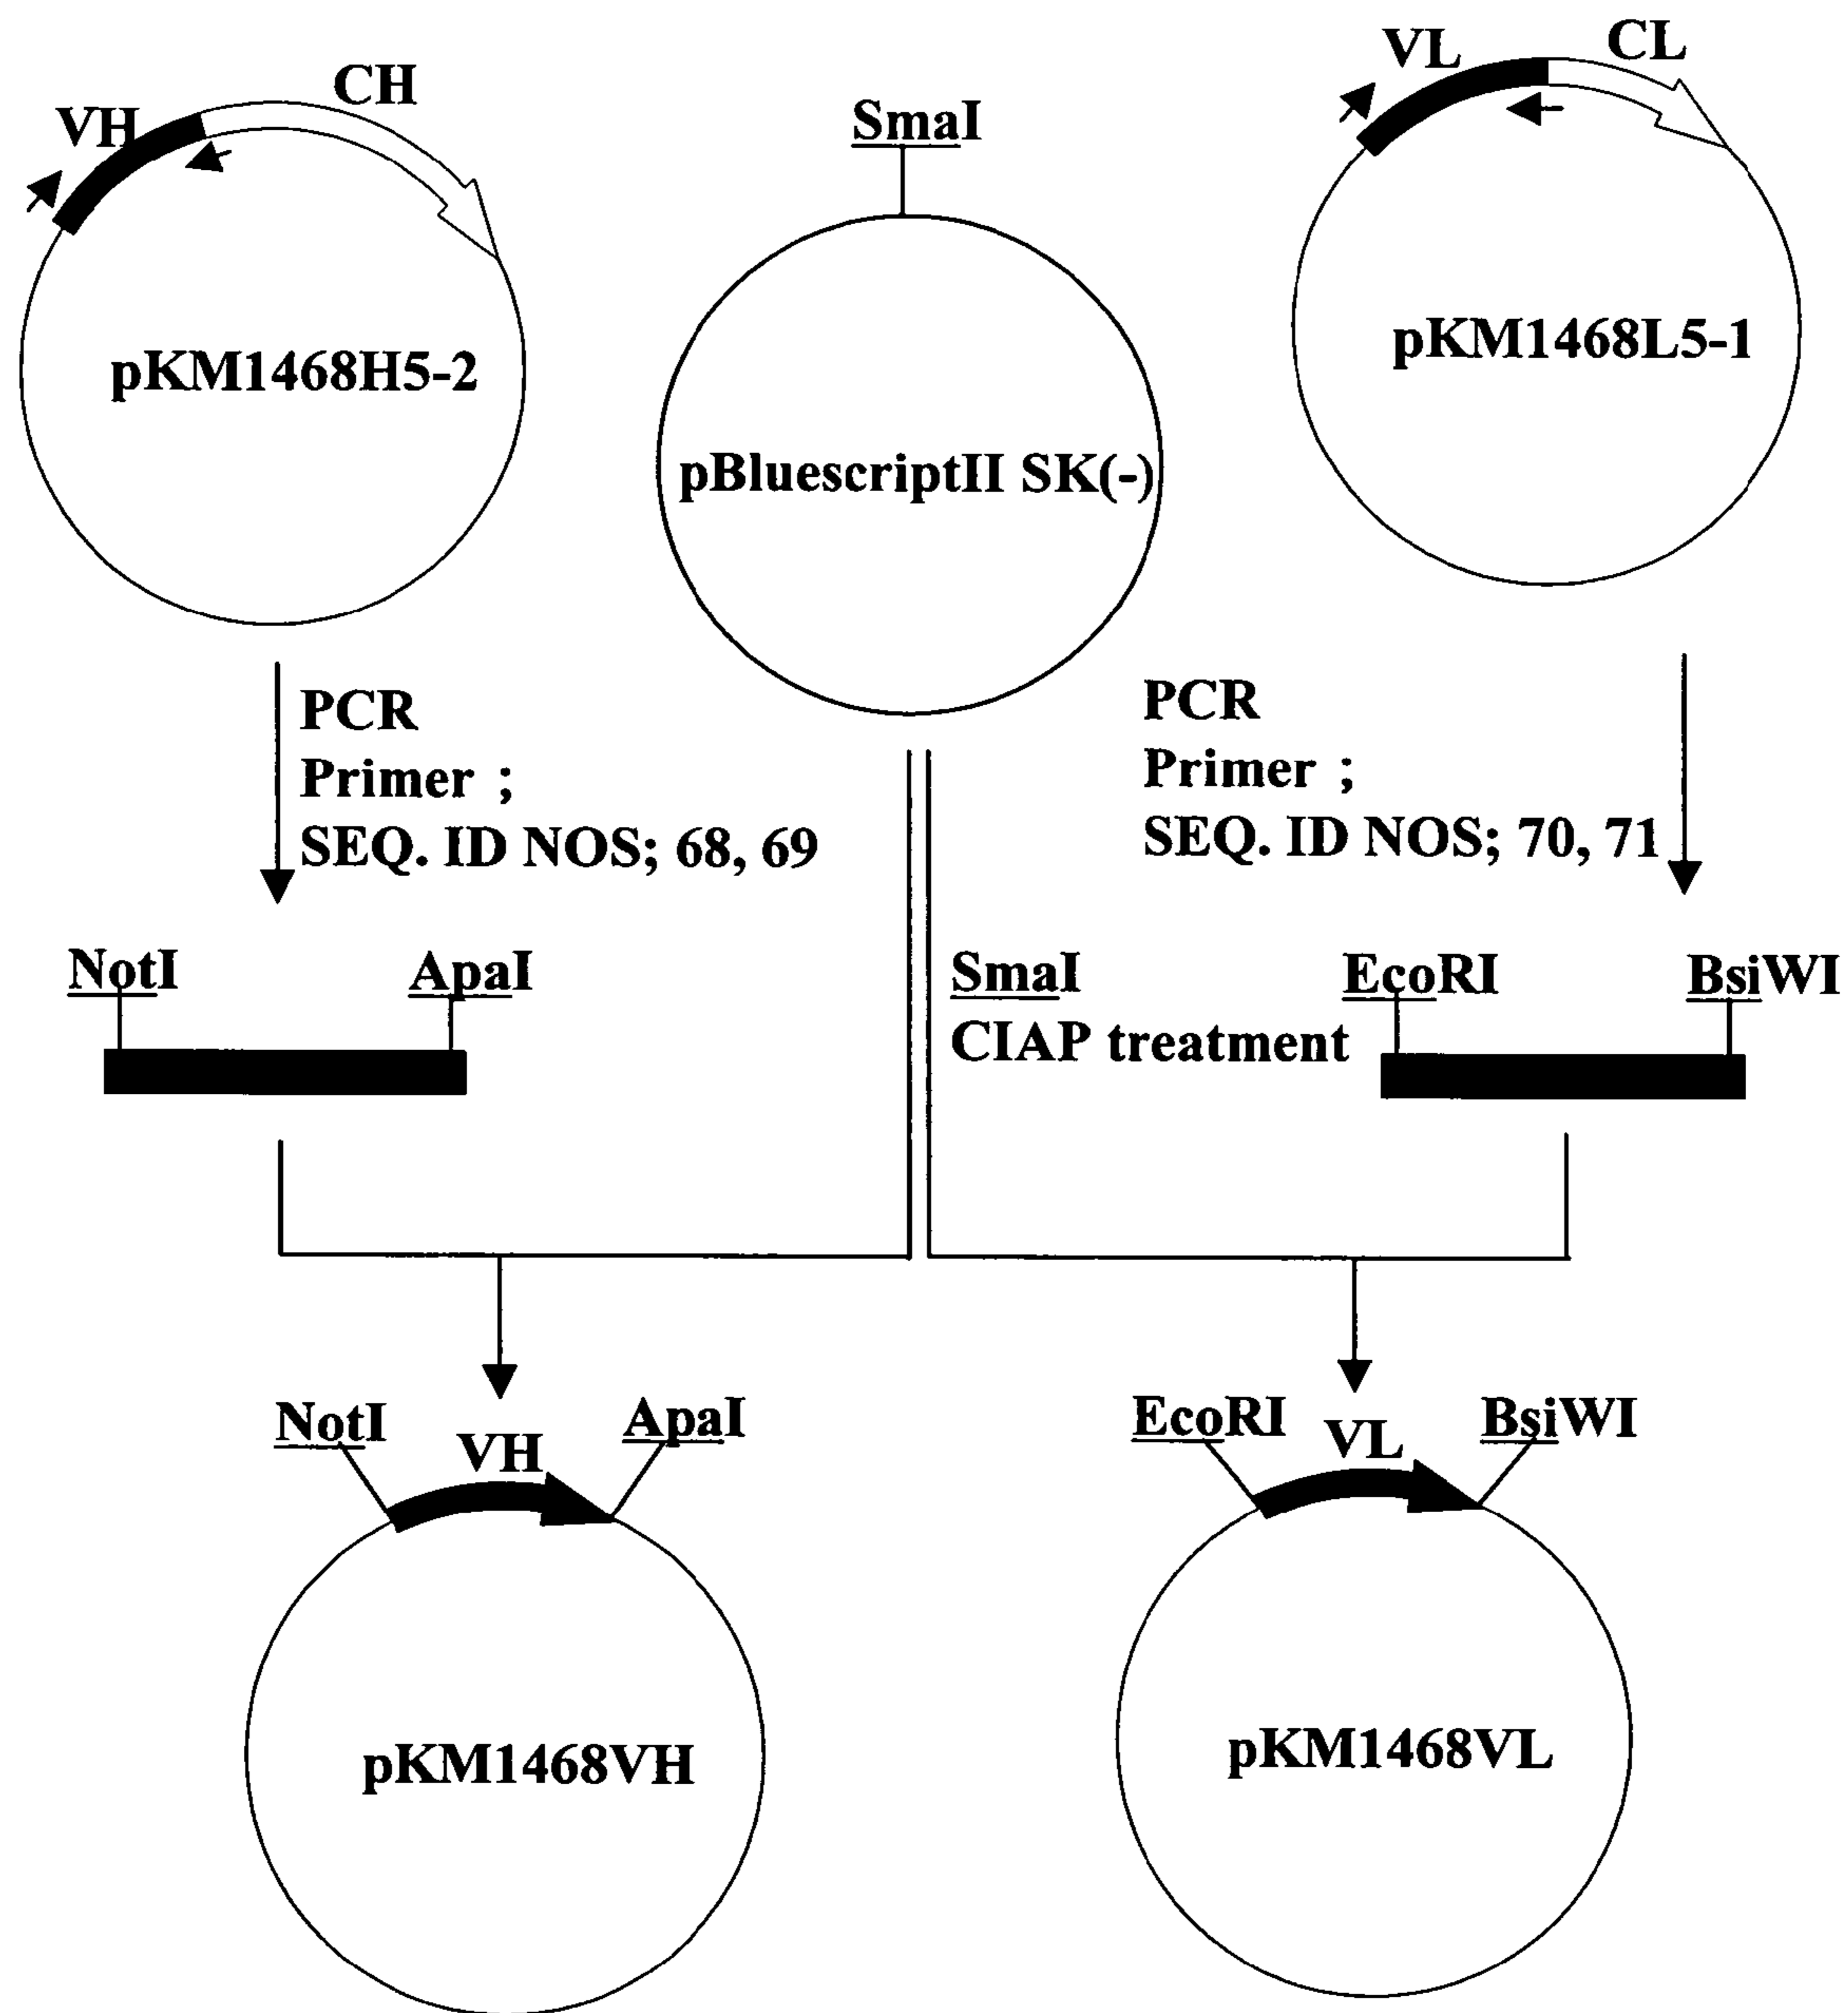 VH
CH
pKM1468H5-2
SmaI
pBluescriptII SK(-)
VL
CL
pKM1468L5-1
PCR
Primer ;
SEQ. ID NOS; 68, 69
PCR
Primer ;
SEQ. ID NOS; 70, 71
NotI
ApaI
SmaI
CIAP treatment
EcoRI
BsiWI
NotI
VH
ApaI
pKM1468VH
EcoRI
VL
BsiWI
pKM1468VL